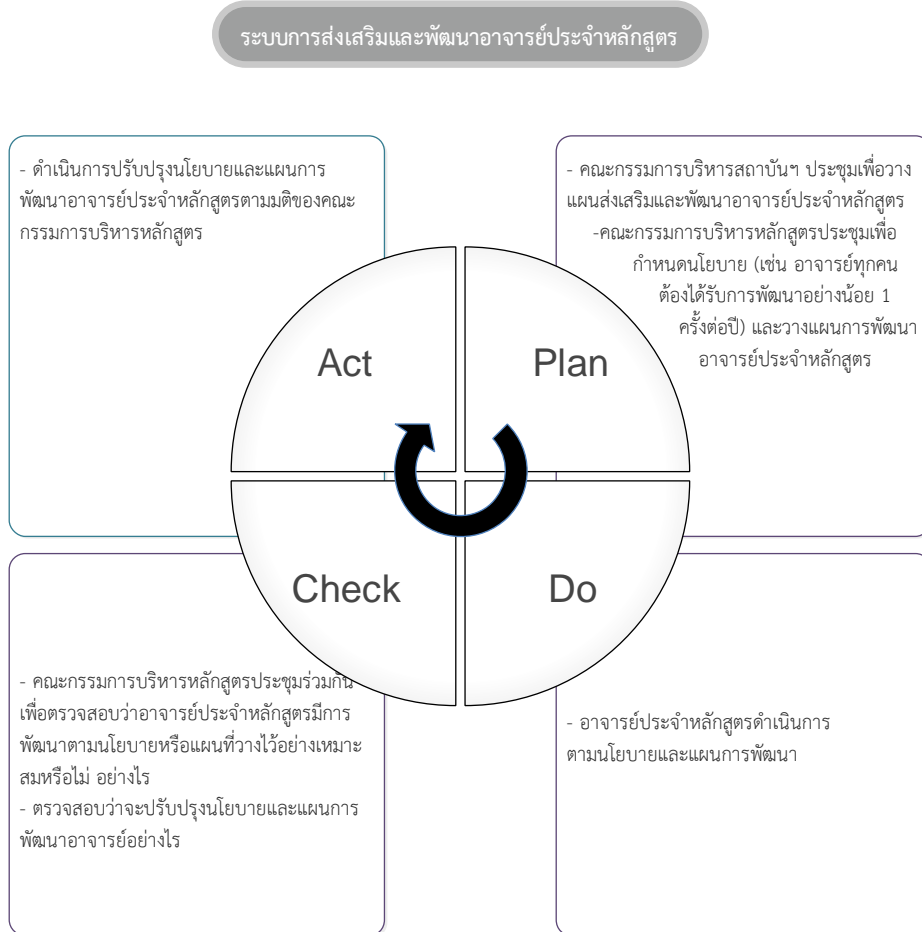 ระบบการส่งเสริมและพัฒนาอาจารย์ประจำหลักสูตร
- ดำเนินการปรับปรุงนโยบายและแผนการ
พัฒนาอาจารย์ประจำหลักสูตรตามมติของคณะ
กรรมการบริหารหลักสูตร
- คณะกรรมการบริหารสถาบันฯ ประชุมเพื่อวาง
แผนส่งเสริมและพัฒนาอาจารย์ประจำหลักสูตร
-คณะกรรมการบริหารหลักสูตรประชุมเพื่อ
กำหนดนโยบาย (เช่น อาจารย์ทุกคน
ต้องได้รับการพัฒนาอย่างน้อย 1
ครั้งต่อปี) และวางแผนการพัฒนา
อาจารย์ประจำหลักสูตร
Act
Plan
Check
Do
- คณะกรรมการบริหารหลักสูตรประชุมร่วมกัน
เพื่อตรวจสอบว่าอาจารย์ประจำหลักสูตรมีการ
พัฒนาตามนโยบายหรือแผนที่วางไว้อย่างเหมาะ
สมหรือไม่ อย่างไร
- ตรวจสอบว่าจะปรับปรุงนโยบายและแผนการ
พัฒนาอาจารย์อย่างไร
- อาจารย์ประจำหลักสูตรดำเนินการ
ตามนโยบายและแผนการพัฒนา